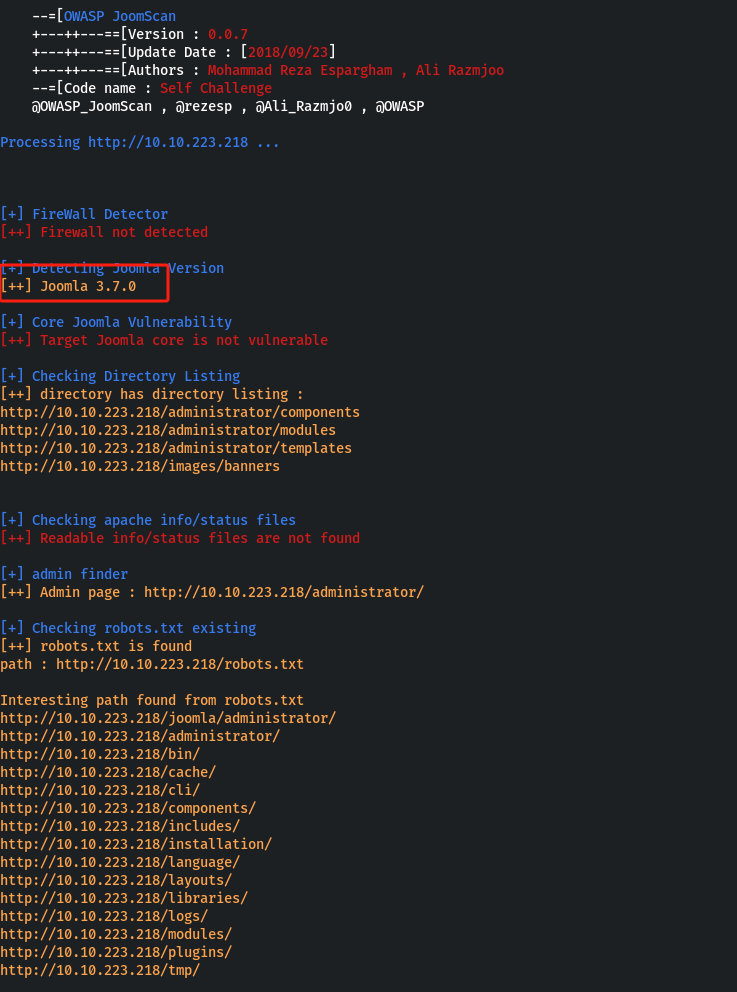 --=[OWASP JoomScan
+---++---==[Version : 0.0.7
+---++---==[Update Date : [2018/09/23]
+---++---==[Authors : Mohammad Reza Espargham , Ali Razmjoo
--=[Code name : Self Challenge
@OWASP_JoomScan , @rezesp , @Ali_Razmjo0 , @OWASP
Processing http://10.10.223.218 ...
[+] FireWall Detector
[++] Firewall not detected
[+] Detecting Joomla Version
[++] Joomla 3.7.0
[+] Core Joomla Vulnerability
[++] Target Joomla core is not vulnerable
[+] Checking Directory Listing
[++] directory has directory listing :
http://10.10.223.218/administrator/components
http://10.10.223.218/administrator/modules
http://10.10.223.218/administrator/templates
http://10.10.223.218/images/banners
[+] Checking apache info/status files
[++] Readable info/status files are not found
[+] admin finder
[++] Admin page : http://10.10.223.218/administrator/
[+] Checking robots.txt existing
[++] robots.txt is found
path : http://10.10.223.218/robots.txt
Interesting path found from robots.txt
http://10.10.223.218/joomla/administrator/
http://10.10.223.218/administrator/
http://10.10.223.218/bin/
http://10.10.223.218/cache/
http://10.10.223.218/cli/
http://10.10.223.218/components/
http://10.10.223.218/includes/
http://10.10.223.218/installation/
http://10.10.223.218/language/
http://10.10.223.218/layouts/
http://10.10.223.218/libraries/
http://10.10.223.218/logs/
http://10.10.223.218/modules/
http://10.10.223.218/plugins/
http://10.10.223.218/tmp/